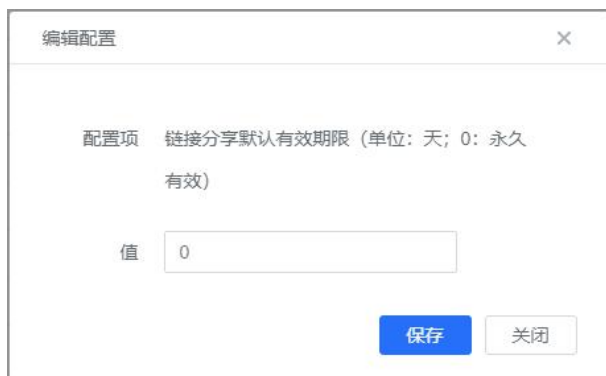 编辑配置
配置项 链接分享默认有效期限（单位：天；0：永久
有效）
值 0
保存 关闭